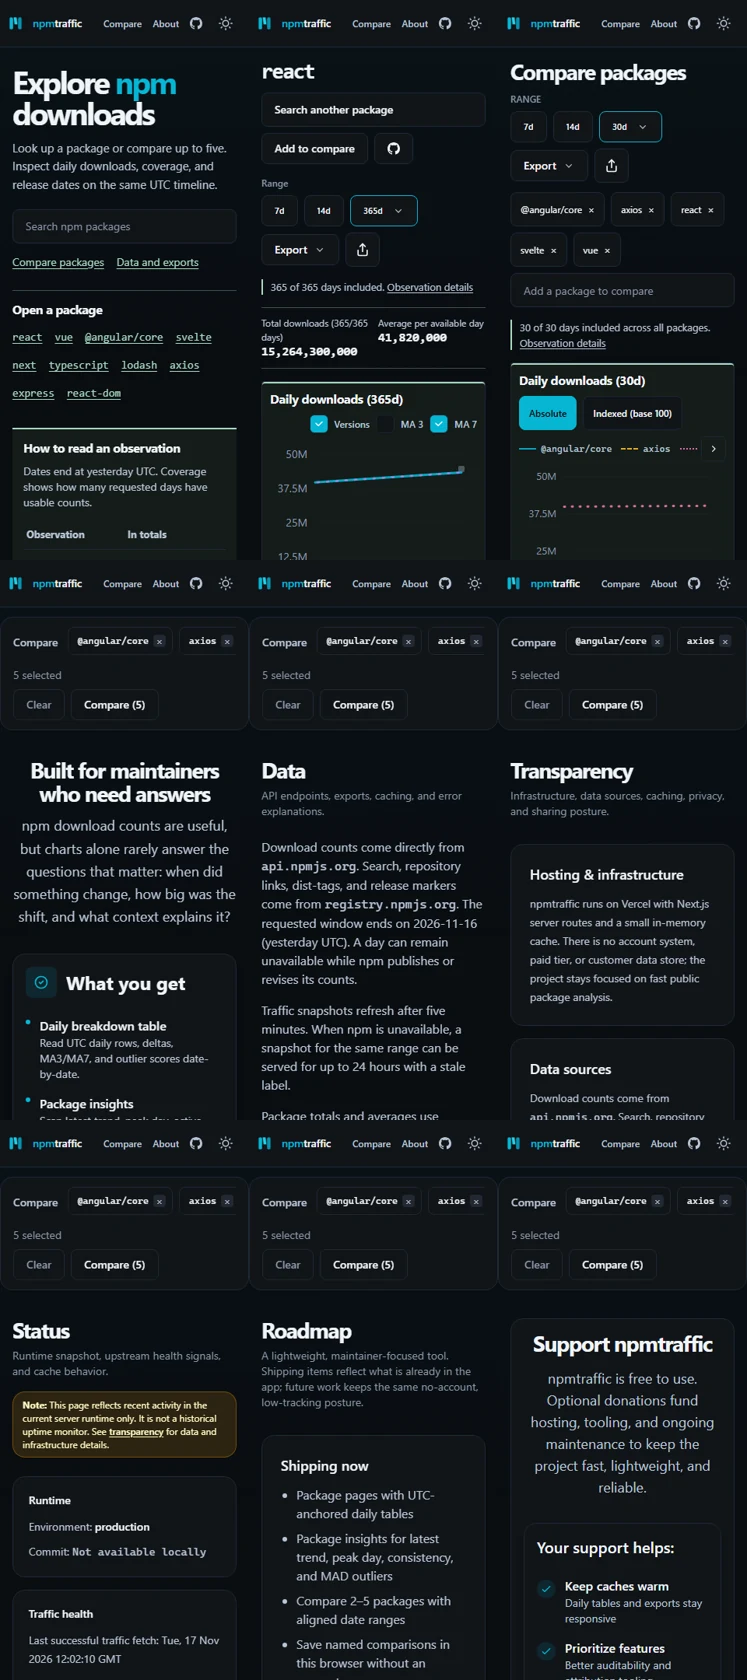 npmtraffic Compare About
Explore npm
downloads
Look up a package or compare up to five.
Inspect daily downloads, coverage, and
release dates on the same UTC timeline.
Search npm packages
Compare packages Data and exports
Open a package
react vue @angular/core svelte
next typescript lodash axios
express react-dom
How to read an observation
Dates end at yesterday UTC. Coverage
shows how many requested days have
usable counts.
Observation In totals
npmtraffic Compare About
react
Search another package
Add to compare
Range
7d 14d 365d
Export
365 of 365 days included. Observation details
Total downloads (365/365
days)
15,264,300,000
Average per available day
41,820,000
Daily downloads (365d)
Versions MA 3 MA 7
50M
37.5M
25M
12.5M
npmtraffic Compare About
Compare packages
RANGE
7d 14d 30d
Export
@angular/core × axios × react ×
svelte × vue ×
Add a package to compare
30 of 30 days included across all packages.
Observation details
Daily downloads (30d)
Absolute Indexed (base 100)
@angular/core axios
50M
37.5M
25M
npmtraffic Compare About
Compare @angular/core × axios ×
5 selected
Clear Compare (5)
Built for maintainers
who need answers
npm download counts are useful,
but charts alone rarely answer the
questions that matter: when did
something change, how big was the
shift, and what context explains it?
What you get
Daily breakdown table
Read UTC daily rows, deltas,
MA3/MA7, and outlier scores date-
by-date.
Package insights
Scan latest trend, peak day, active
npmtraffic Compare About
Compare @angular/core × axios ×
5 selected
Clear Compare (5)
Data
API endpoints, exports, caching, and error
explanations.
Download counts come directly from
api.npmjs.org. Search, repository
links, dist-tags, and release markers
come from registry.npmjs.org. The
requested window ends on 2026-11-16
(yesterday UTC). A day can remain
unavailable while npm publishes or
revises its counts.
Traffic snapshots refresh after five
minutes. When npm is unavailable, a
snapshot for the same range can be
served for up to 24 hours with a stale
label.
Package totals and averages use
npmtraffic Compare About
Compare @angular/core × axios ×
5 selected
Clear Compare (5)
Transparency
Infrastructure, data sources, caching, privacy,
and sharing posture.
Hosting & infrastructure
npmtraffic runs on Vercel with Next.js
server routes and a small in-memory
cache. There is no account system,
paid tier, or customer data store; the
project stays focused on fast public
package analysis.
Data sources
Download counts come from
api.npmjs.org. Search, repository
npmtraffic Compare About
Compare @angular/core × axios ×
5 selected
Clear Compare (5)
Status
Runtime snapshot, upstream health signals,
and cache behavior.
Note: This page reflects recent activity in the
current server runtime only. It is not a historical
uptime monitor. See transparency for data and
infrastructure details.
Runtime
Environment: production
Commit: Not available locally
Traffic health
Last successful traffic fetch: Tue, 17 Nov
2026 12:02:10 GMT
npmtraffic Compare About
Compare @angular/core × axios ×
5 selected
Clear Compare (5)
Roadmap
A lightweight, maintainer-focused tool.
Shipping items reflect what is already in the
app; future work keeps the same no-account,
low-tracking posture.
Shipping now
Package pages with UTC-
anchored daily tables
Package insights for latest
trend, peak day, consistency,
and MAD outliers
Compare 2–5 packages with
aligned date ranges
Save named comparisons in
this browser without an
npmtraffic Compare About
Compare @angular/core × axios ×
5 selected
Clear Compare (5)
Support npmtraffic
npmtraffic is free to use.
Optional donations fund
hosting, tooling, and ongoing
maintenance to keep the
project fast, lightweight, and
reliable.
Your support helps:
Keep caches warm
Daily tables and exports stay
responsive
Prioritize features
Better auditability and